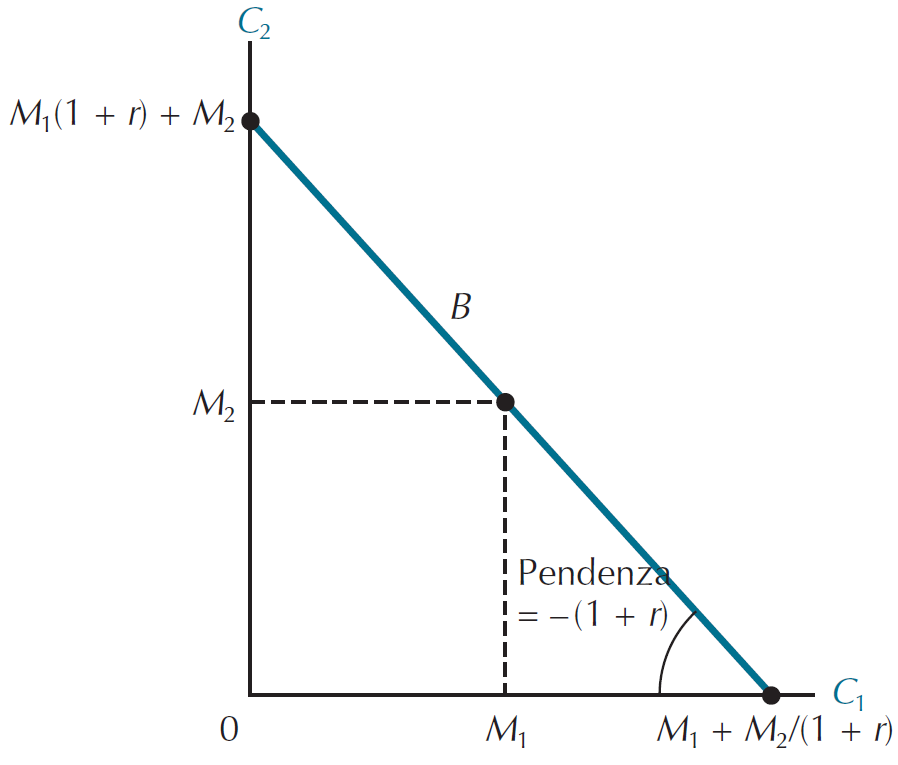 C₂
M₁(1 + r) + M₂
B
M₂
Pendenza
= −(1 + r)
C₁
0
M₁
M₁ + M₂/(1 + r)